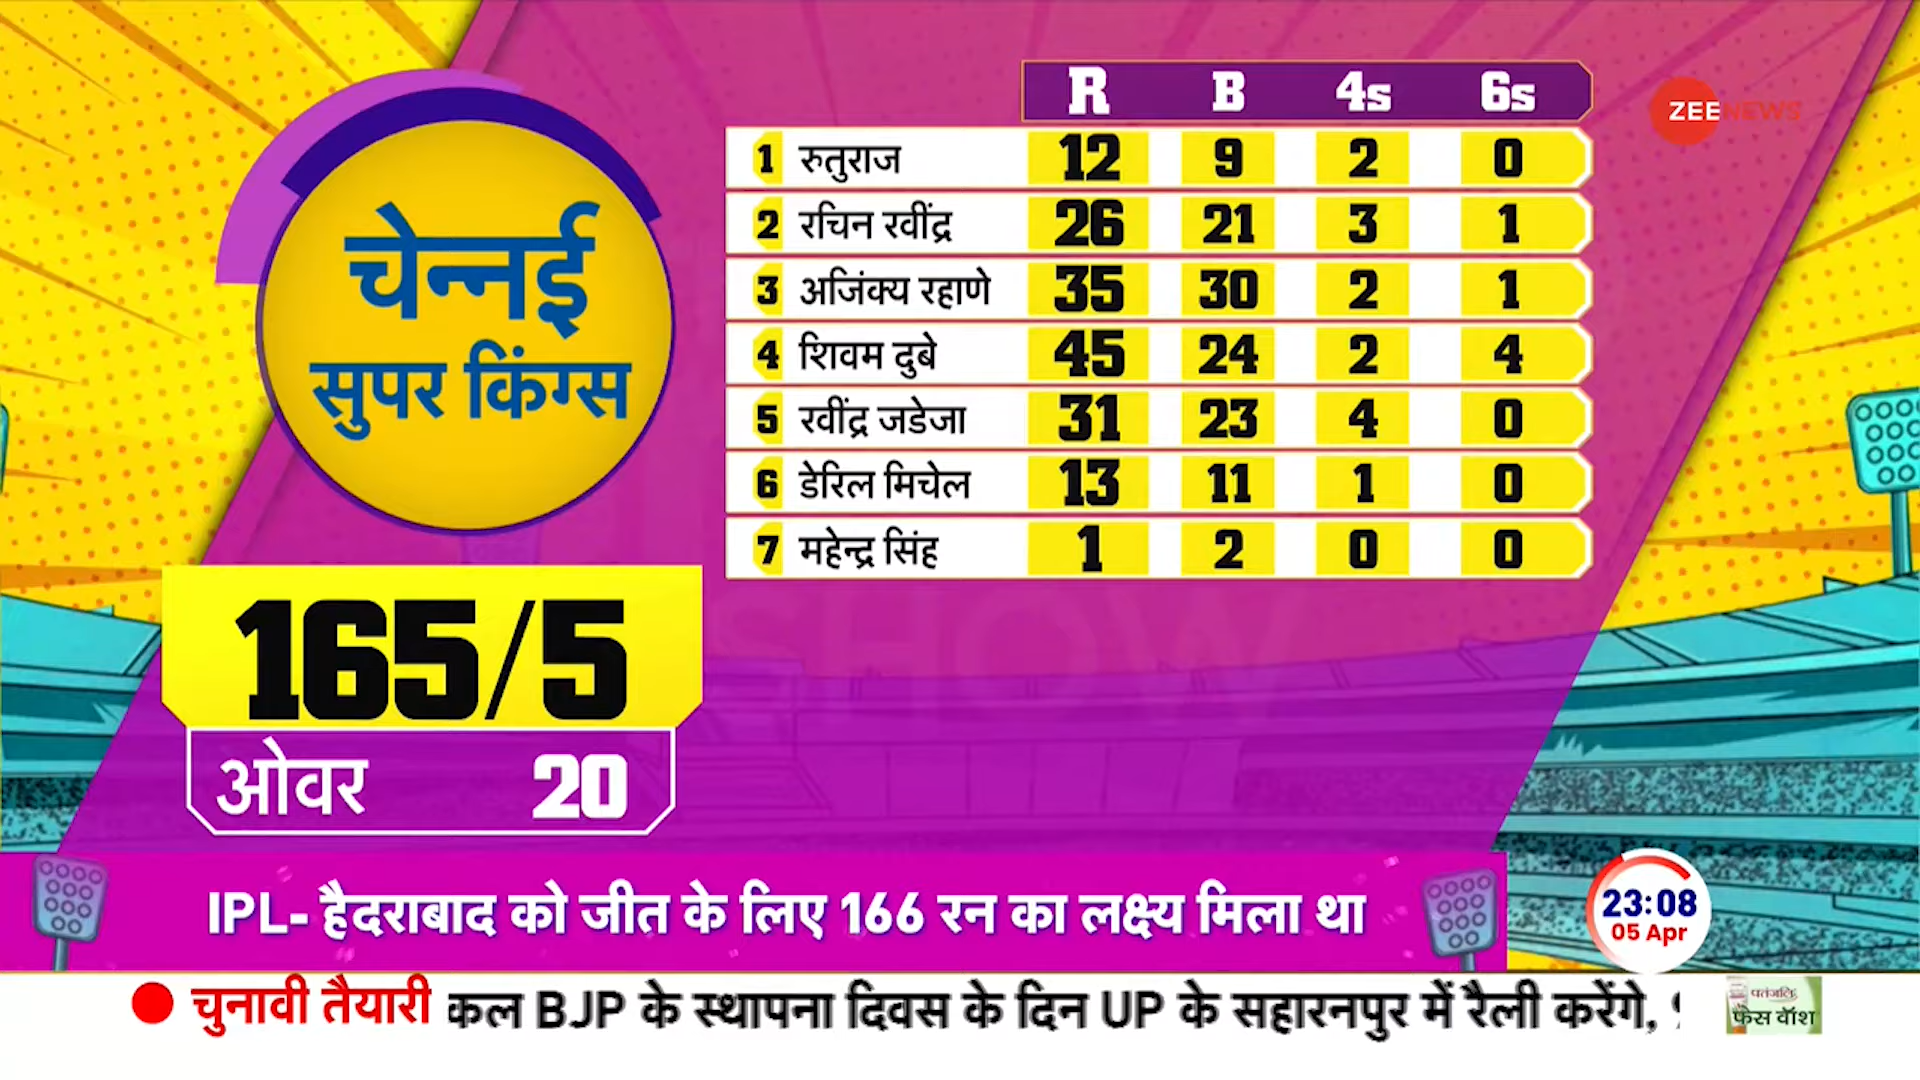 R B 4s 6s
ZEE NEWS
1 रुतुराज 12 9 2 0
2 रचिन रवींद्र 26 21 3 1
3 अजिंक्य रहाणे 35 30 2 1
4 शिवम दुबे 45 24 2 4
5 रवींद्र जडेजा 31 23 4 0
6 डेरिल मिचेल 13 11 1 0
7 महेन्द्र सिंह 1 2 0 0
चेन्नई
सुपर किंग्स
165/5
ओवर 20
SHOW
IPL- हैदराबाद को जीत के लिए 166 रन का लक्ष्य मिला था
23:08
05 Apr
चुनावी तैयारी कल BJP के स्थापना दिवस के दिन UP के सहारनपुर में रैली करेंगे,
पतंजलि
फेस वॉश